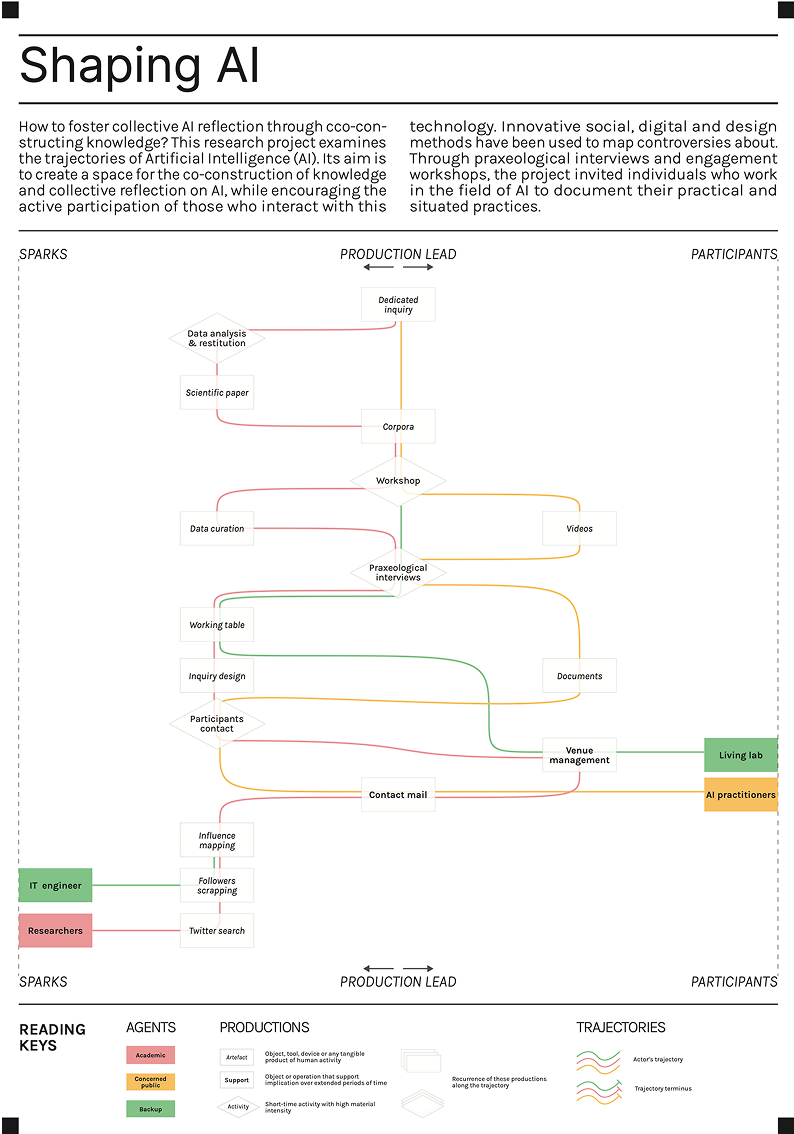 Shaping AI
How to foster collective AI reflection through cco-con-
structing knowledge? This research project examines
the trajectories of Artificial Intelligence (AI). Its aim is
to create a space for the co-construction of knowledge
and collective reflection on AI, while encouraging the
active participation of those who interact with this
technology. Innovative social, digital and design
methods have been used to map controversies about.
Through praxeological interviews and engagement
workshops, the project invited individuals who work
in the field of AI to document their practical and
situated practices.
SPARKS
PRODUCTION LEAD
PARTICIPANTS
Dedicated
inquiry
Data analysis
& restitution
Scientific paper
Corpora
Workshop
Data curation
Videos
Praxeological
interviews
Working table
Inquiry design
Documents
Participants
contact
Venue
management
Living lab
Contact mail
AI practitioners
Influence
mapping
IT engineer
Followers
scrapping
Researchers
Twitter search
SPARKS
PRODUCTION LEAD
PARTICIPANTS
READING
KEYS
AGENTS
Academic
Concerned
public
Backup
PRODUCTIONS
Artefact
Object, tool, device or any tangible
product of human activity
Support
Object or operation that support
implication over extended periods of time
Activity
Short-time activity with high material
intensity
Recurrence of these productions
along the trajectory
TRAJECTORIES
Actor's trajectory
Trajectory terminus